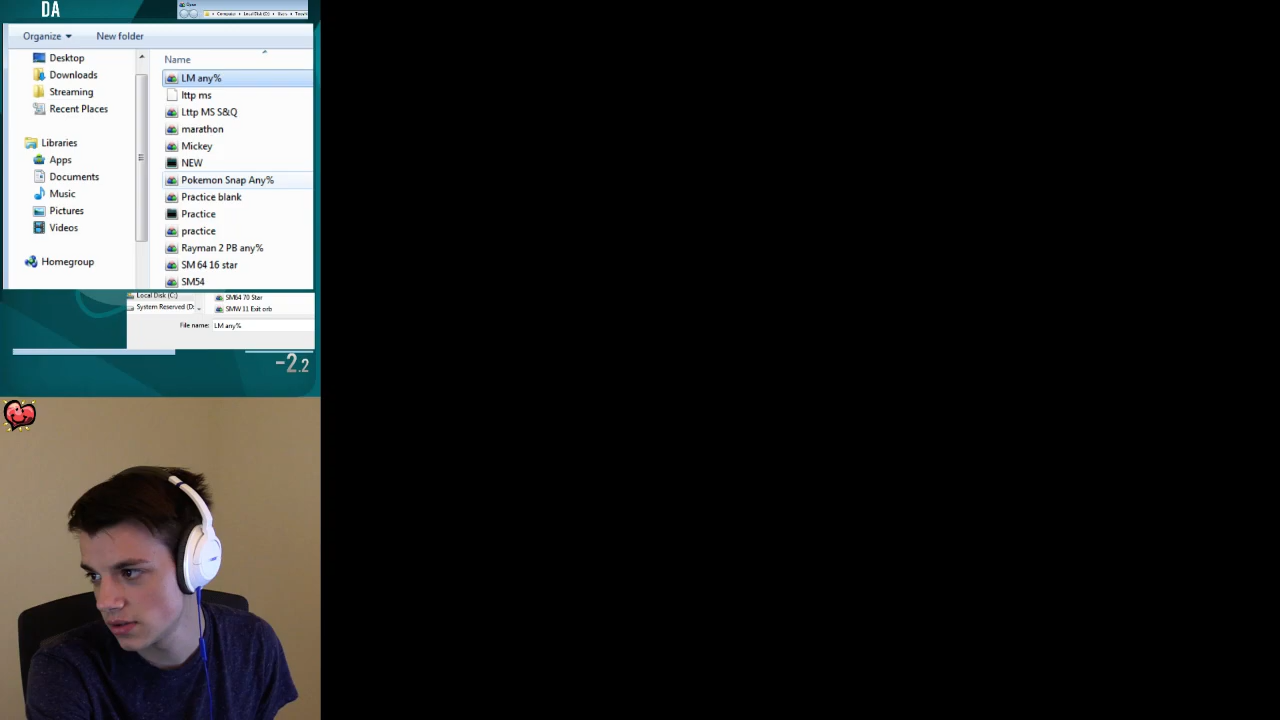 DA
Organize
New folder
Name
Desktop
Downloads
Streaming
Recent Places
Libraries
Apps
Documents
Music
Pictures
Videos
Homegroup
LM any%
lttp ms
Lttp MS S&Q
marathon
Mickey
NEW
Pokemon Snap Any%
Practice blank
Practice
practice
Rayman 2 PB any%
SM 64 16 star
SM54
Local Disk (C:)
System Reserved (D:
SM64 70 Star
SMW 11 Exit orb
File name: LM any%
-2.2